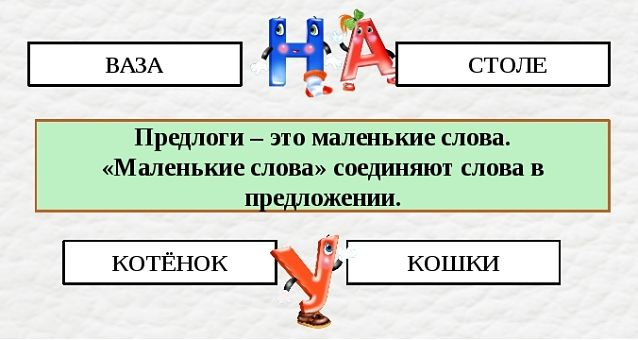 ВАЗА НА СТОЛЕ
Предлоги – это маленькие слова.
«Маленькие слова» соединяют слова в
предложении.
КОТЁНОК У КОШКИ